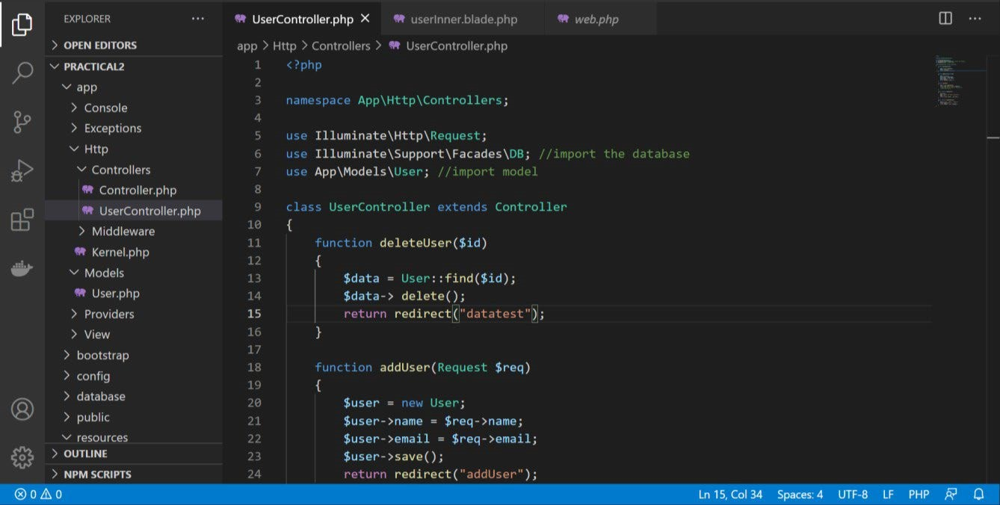 EXPLORER
OPEN EDITORS
PRACTICAL2
app
Console
Exceptions
Http
Controllers
Controller.php
UserController.php
Middleware
Kernel.php
Models
User.php
Providers
View
bootstrap
config
database
public
resources
OUTLINE
NPM SCRIPTS
UserController.php userInner.blade.php web.php
app > Http > Controllers > UserController.php
1 <?php
2
3 namespace App\Http\Controllers;
4
5 use Illuminate\Http\Request;
6 use Illuminate\Support\Facades\DB; //import the database
7 use App\Models\User; //import model
8
9 class UserController extends Controller
10 {
11     function deleteUser($id)
12     {
13         $data = User::find($id);
14         $data-> delete();
15         return redirect("datatest");
16     }
17
18     function addUser(Request $req)
19     {
20         $user = new User;
21         $user->name = $req->name;
22         $user->email = $req->email;
23         $user->save();
24         return redirect("addUser");
0 0 Ln 15, Col 34 Spaces: 4 UTF-8 LF PHP